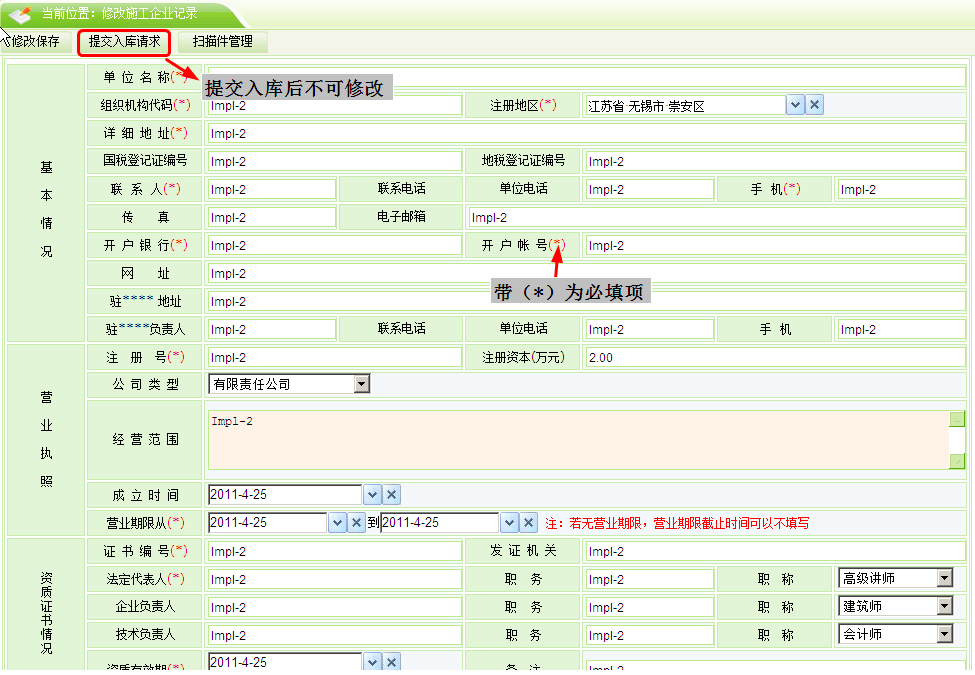 当前位置：修改施工企业记录
修改保存 提交入库请求 扫描件管理
单位名称(*)
提交入库后不可修改
组织机构代码(*) Impl-2 注册地区(*) 江苏省·无锡市·崇安区
详细地址(*) Impl-2
国税登记证编号 Impl-2 地税登记证编号 Impl-2
基本情况
联系人(*) Impl-2 联系电话 单位电话 Impl-2 手机(*) Impl-2
传真 Impl-2 电子邮箱 Impl-2
开户银行(*) Impl-2 开户帐号(*) Impl-2
网址 Impl-2
带（*）为必填项
驻****地址 Impl-2
驻****负责人 Impl-2 联系电话 单位电话 Impl-2 手机 Impl-2
注册号(*) Impl-2 注册资本(万元) 2.00
公司类型 有限责任公司
营业执照
经营范围 Impl-2
成立时间 2011-4-25
营业期限从(*) 2011-4-25 到 2011-4-25 注：若无营业期限，营业期限截止时间可以不填写
证书编号(*) Impl-2 发证机关 Impl-2
法定代表人(*) Impl-2 职务 Impl-2 职称 高级讲师
资质证书情况
企业负责人 Impl-2 职务 Impl-2 职称 建筑师
技术负责人 Impl-2 职务 Impl-2 职称 会计师
资质有效期(*) 2011-4-25 备注 Impl-2